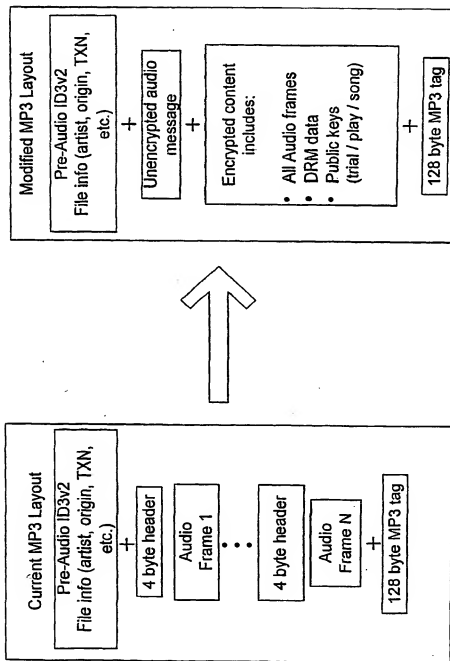 Current MP3 Layout
Pre-Audio ID3v2
File info (artist, origin, TXN,
etc.)
+
4 byte header
Audio
Frame 1
4 byte header
Audio
Frame N
+
128 byte MP3 tag
Modified MP3 Layout
Pre-Audio ID3v2
File info (artist, origin, TXN,
etc.)
+
Unencrypted audio
message
+
Encrypted content
includes:
• All Audio frames
• DRM data
• Public keys
(trial / play / song)
+
128 byte MP3 tag